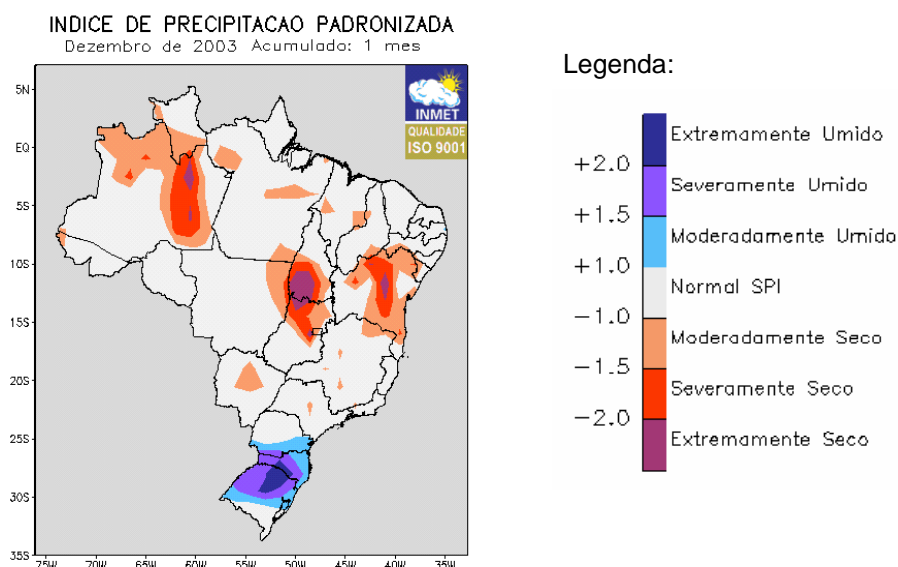 INDICE DE PRECIPITACAO PADRONIZADA
Dezembro de 2003 Acumulado: 1 mes
INMET
QUALIDADE
ISO 9001
5N
EQ
5S
10S
15S
20S
25S
30S
35S
75W 70W 65W 60W 55W 50W 45W 40W 35W
Legenda:
Extremamente Umido
+2.0
Severamente Umido
+1.5
Moderadamente Umido
+1.0
Normal SPI
−1.0
Moderadamente Seco
−1.5
Severamente Seco
−2.0
Extremamente Seco